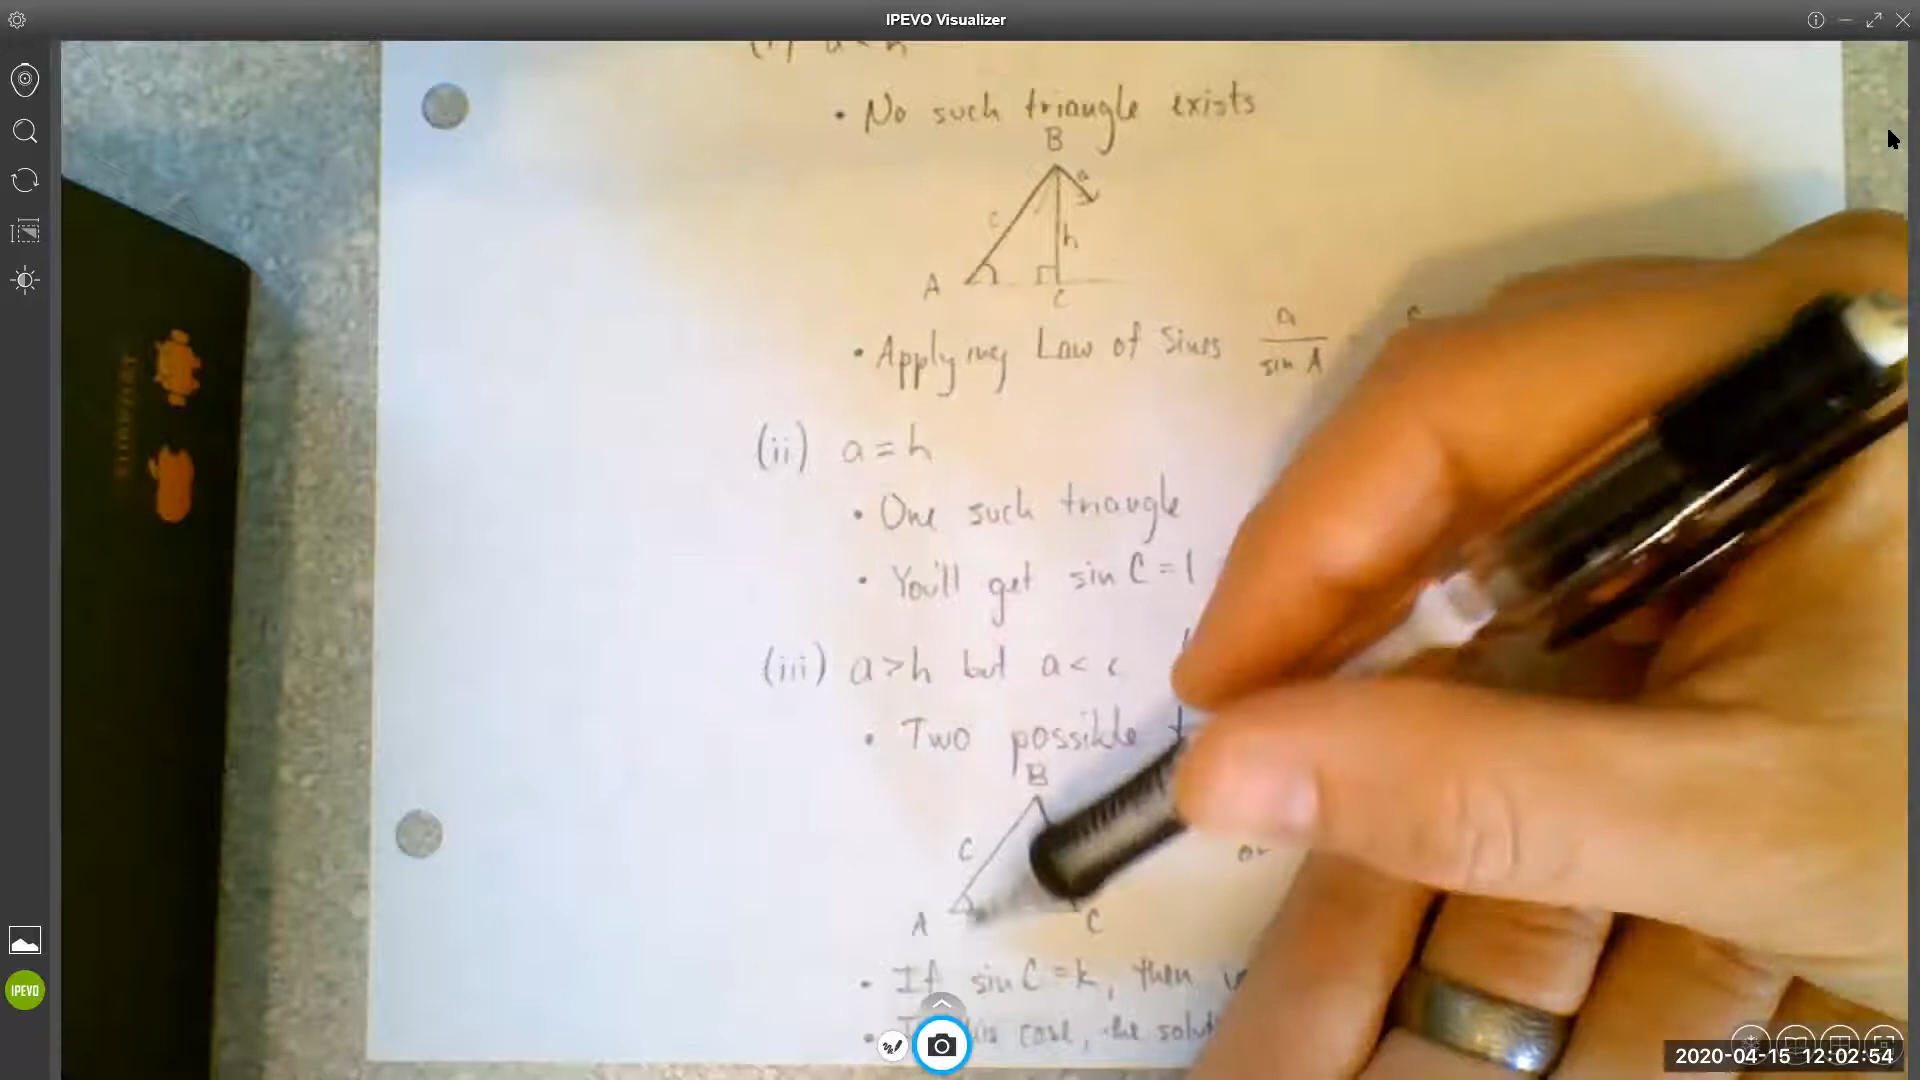 IPEVO Visualizer
(i) a < h
• No such triangle exists
B
a
c
h
A
C
• Applying Law of Sines a / sin A
(ii) a = h
• One such triangle
• You'll get sin C = 1
(iii) a > h but a < c
• Two possible
B
C
or
A
C
• If sin C = k, then
case, the
IPEVO
2020-04-15 12:02:54